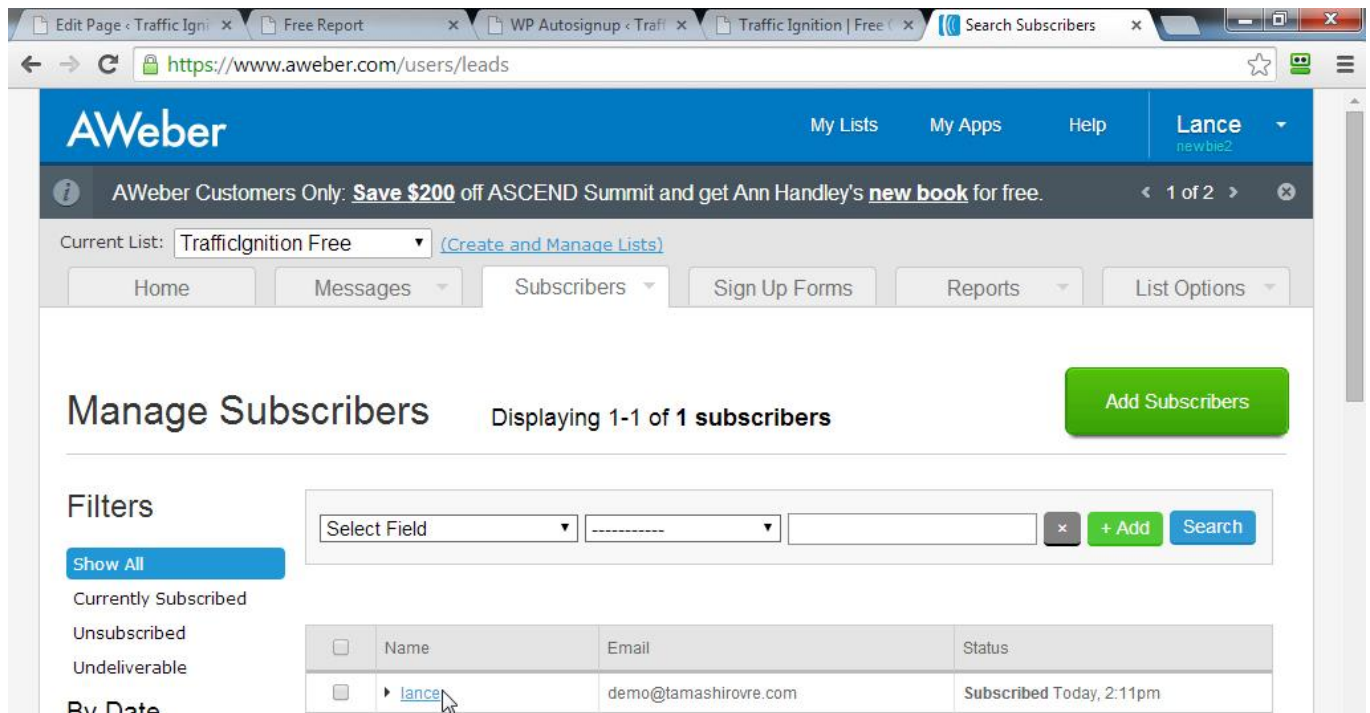 Edit Page ‹ Traffic Igni
Free Report
WP Autosignup ‹ Traff
Traffic Ignition | Free
Search Subscribers
https://www.aweber.com/users/leads
AWeber
My Lists
My Apps
Help
Lance
newbie2
AWeber Customers Only: Save $200 off ASCEND Summit and get Ann Handley's new book for free.
1 of 2
Current List: TrafficIgnition Free (Create and Manage Lists)
Home
Messages
Subscribers
Sign Up Forms
Reports
List Options
Manage Subscribers
Displaying 1-1 of 1 subscribers
Add Subscribers
Filters
Select Field
-----------
+ Add
Search
Show All
Currently Subscribed
Unsubscribed
Undeliverable
By Date
Name
Email
Status
lance
demo@tamashirovre.com
Subscribed Today, 2:11pm